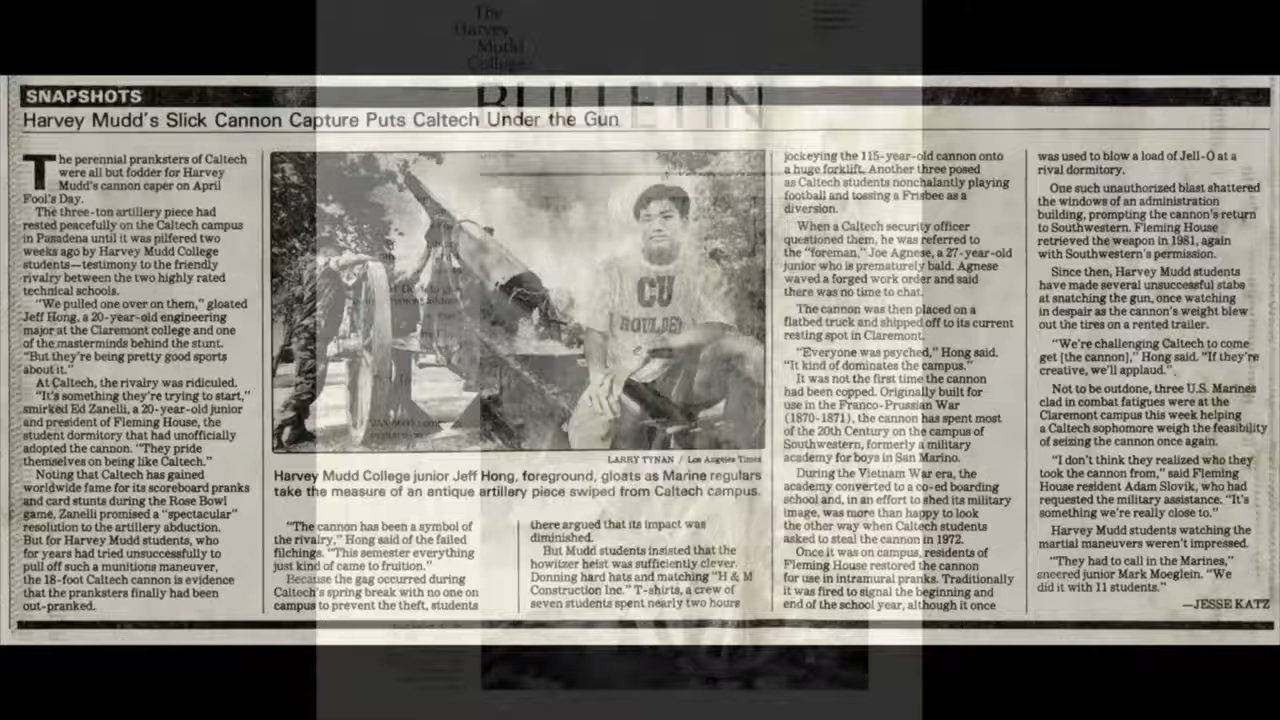 The
Harvey
Mudd
College
BULLETIN
SNAPSHOTS
Harvey Mudd's Slick Cannon Capture Puts Caltech Under the Gun
The perennial pranksters of Caltech
were all but fodder for Harvey
Mudd's cannon caper on April
Fool's Day.
The three-ton artillery piece had
rested peacefully on the Caltech campus
in Pasadena until it was pilfered two
weeks ago by Harvey Mudd College
students—testimony to the friendly
rivalry between the two highly rated
technical schools.
"We pulled one over on them," gloated
Jeff Hong, a 20-year-old engineering
major at the Claremont college and one
of the masterminds behind the stunt.
"But they're being pretty good sports
about it."
At Caltech, the rivalry was ridiculed.
"It's something they're trying to start,"
smirked Ed Zanelli, a 20-year-old junior
and president of Fleming House, the
student dormitory that had unofficially
adopted the cannon. "They pride
themselves on being like Caltech."
Noting that Caltech has gained
worldwide fame for its scoreboard pranks
and card stunts during the Rose Bowl
game, Zanelli promised a "spectacular"
resolution to the artillery abduction.
But for Harvey Mudd students, who
for years had tried unsuccessfully to
pull off such a munitions maneuver,
the 18-foot Caltech cannon is evidence
that the pranksters finally had been
out-pranked.
CU
BOULDER
LARRY TYNAN / Los Angeles Times
Harvey Mudd College junior Jeff Hong, foreground, gloats as Marine regulars
take the measure of an antique artillery piece swiped from Caltech campus.
"The cannon has been a symbol of
the rivalry," Hong said of the failed
filchings. "This semester everything
just kind of came to fruition."
Because the gag occurred during
Caltech's spring break with no one on
campus to prevent the theft, students
there argued that its impact was
diminished.
But Mudd students insisted that the
howitzer heist was sufficiently clever.
Donning hard hats and matching "H & M
Construction Inc." T-shirts, a crew of
seven students spent nearly two hours
jockeying the 115-year-old cannon onto
a huge forklift. Another three posed
as Caltech students nonchalantly playing
football and tossing a Frisbee as a
diversion.
When a Caltech security officer
questioned them, he was referred to
the "foreman," Joe Agnese, a 27-year-old
junior who is prematurely bald. Agnese
waved a forged work order and said
there was no time to chat.
The cannon was then placed on a
flatbed truck and shipped off to its current
resting spot in Claremont.
"Everyone was psyched," Hong said.
"It kind of dominates the campus."
It was not the first time the cannon
had been copped. Originally built for
use in the Franco-Prussian War
(1870-1871), the cannon has spent most
of the 20th Century on the campus of
Southwestern, formerly a military
academy for boys in San Marino.
During the Vietnam War era, the
academy converted to a co-ed boarding
school and, in an effort to shed its military
image, was more than happy to look
the other way when Caltech students
asked to steal the cannon in 1972.
Once it was on campus, residents of
Fleming House restored the cannon
for use in intramural pranks. Traditionally
it was fired to signal the beginning and
end of the school year, although it once
was used to blow a load of Jell-O at a
rival dormitory.
One such unauthorized blast shattered
the windows of an administration
building, prompting the cannon's return
to Southwestern. Fleming House
retrieved the weapon in 1981, again
with Southwestern's permission.
Since then, Harvey Mudd students
have made several unsuccessful stabs
at snatching the gun, once watching
in despair as the cannon's weight blew
out the tires on a rented trailer.
"We're challenging Caltech to come
get [the cannon]," Hong said. "If they're
creative, we'll applaud."
Not to be outdone, three U.S. Marines
clad in combat fatigues were at the
Claremont campus this week helping
a Caltech sophomore weigh the feasibility
of seizing the cannon once again.
"I don't think they realized who they
took the cannon from," said Fleming
House resident Adam Slovik, who had
requested the military assistance. "It's
something we're really close to."
Harvey Mudd students watching the
martial maneuvers weren't impressed.
"They had to call in the Marines,"
sneered junior Mark Moeglein. "We
did it with 11 students."
—JESSE KATZ